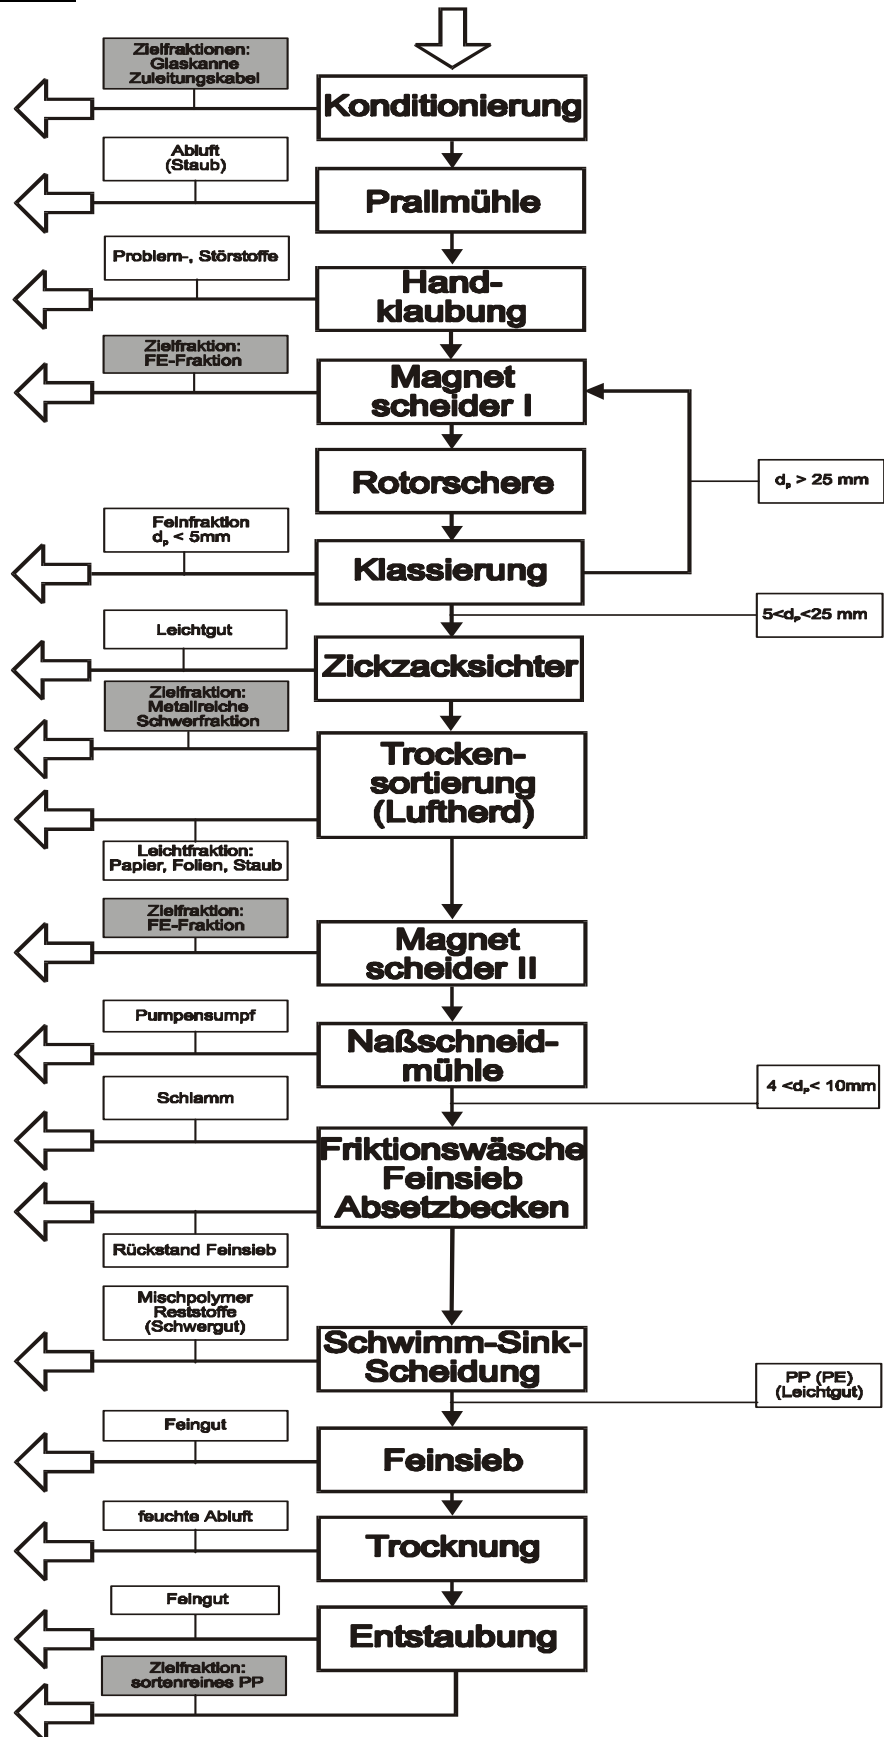 Zielfraktionen:
Glaskanne
Zuleitungskabel
Konditionierung
Abluft
(Staub)
Prallmühle
Problem-, Störstoffe
Hand-
klaubung
Zielfraktion:
FE-Fraktion
Magnet
scheider I
Rotorschere
dₚ > 25 mm
Feinfraktion
dₚ < 5mm
Klassierung
5<dₚ<25 mm
Leichtgut
Zickzacksichter
Zielfraktion:
Metallreiche
Schwerfraktion
Trocken-
sortierung
(Luftherd)
Leichtfraktion:
Papier, Folien, Staub
Zielfraktion:
FE-Fraktion
Magnet
scheider II
Pumpensumpf
Naßschneid-
mühle
4 <dₚ< 10mm
Schlamm
Friktionswäsche
Feinsieb
Absetzbecken
Rückstand Feinsieb
Mischpolymer
Reststoffe
(Schwergut)
Schwimm-Sink-
Scheidung
PP (PE)
(Leichtgut)
Feingut
Feinsieb
feuchte Abluft
Trocknung
Feingut
Entstaubung
Zielfraktion:
sortenreines PP